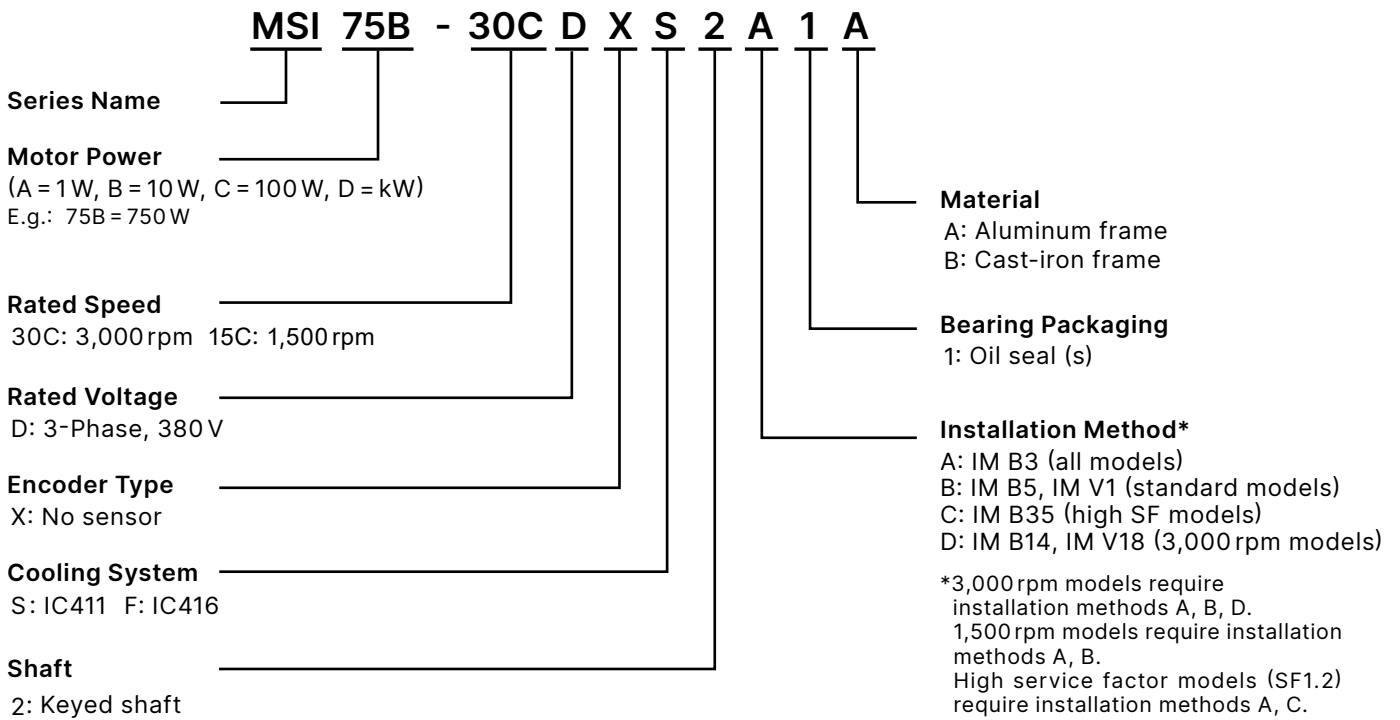 MSI 75B - 30C D X S 2 A 1 A
Series Name
Motor Power
(A = 1 W, B = 10 W, C = 100 W, D = kW)
E.g.: 75B = 750 W
Rated Speed
30C: 3,000 rpm 15C: 1,500 rpm
Rated Voltage
D: 3-Phase, 380 V
Encoder Type
X: No sensor
Cooling System
S: IC411 F: IC416
Shaft
2: Keyed shaft
Material
A: Aluminum frame
B: Cast-iron frame
Bearing Packaging
1: Oil seal (s)
Installation Method*
A: IM B3 (all models)
B: IM B5, IM V1 (standard models)
C: IM B35 (high SF models)
D: IM B14, IM V18 (3,000 rpm models)
*3,000 rpm models require
installation methods A, B, D.
1,500 rpm models require installation
methods A, B.
High service factor models (SF1.2)
require installation methods A, C.